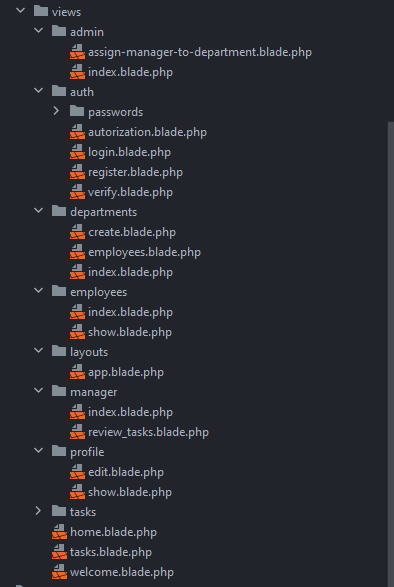 views
admin
assign-manager-to-department.blade.php
index.blade.php
auth
passwords
autorization.blade.php
login.blade.php
register.blade.php
verify.blade.php
departments
create.blade.php
employees.blade.php
index.blade.php
employees
index.blade.php
show.blade.php
layouts
app.blade.php
manager
index.blade.php
review_tasks.blade.php
profile
edit.blade.php
show.blade.php
tasks
home.blade.php
tasks.blade.php
welcome.blade.php